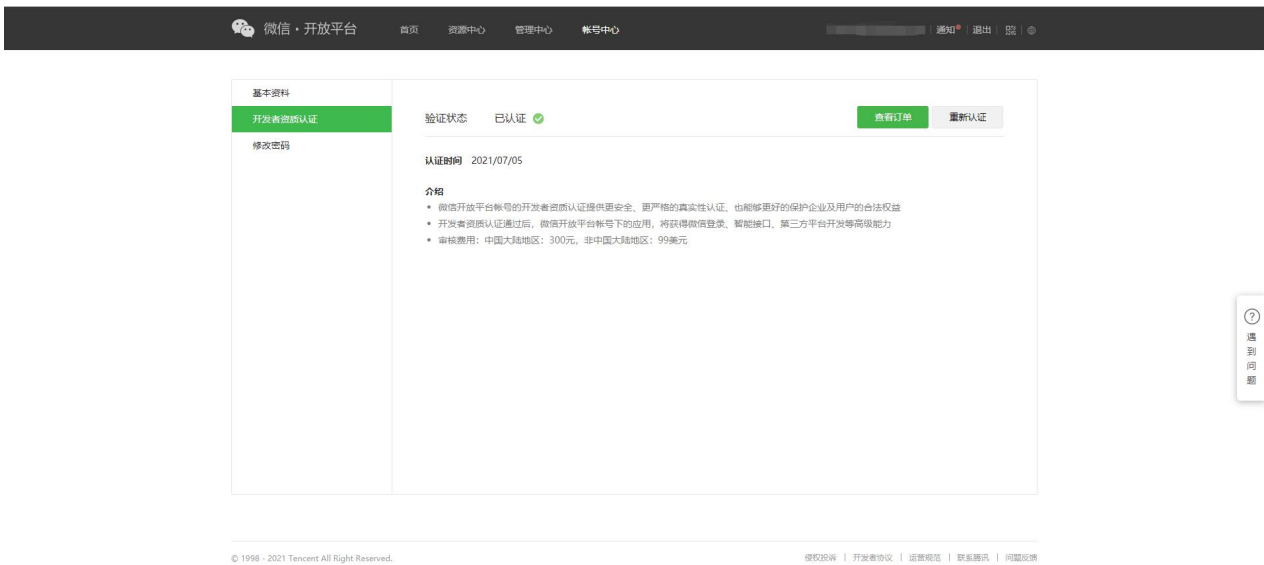 微信·开放平台 首页 资源中心 管理中心 帐号中心 通知 退出
基本资料
开发者资质认证
修改密码
验证状态 已认证 查看订单 重新认证
认证时间 2021/07/05
介绍
微信开放平台帐号的开发者资质认证提供更安全、更严格的真实性认证、也能够更好的保护企业及用户的合法权益
开发者资质认证通过后，微信开放平台帐号下的应用，将获得微信登录、智能接口、第三方平台开发等高级能力
审核费用：中国大陆地区：300元，非中国大陆地区：99美元
遇到问题
© 1998 - 2021 Tencent All Right Reserved.
侵权投诉 | 开发者协议 | 运营规范 | 联系腾讯 | 问题反馈